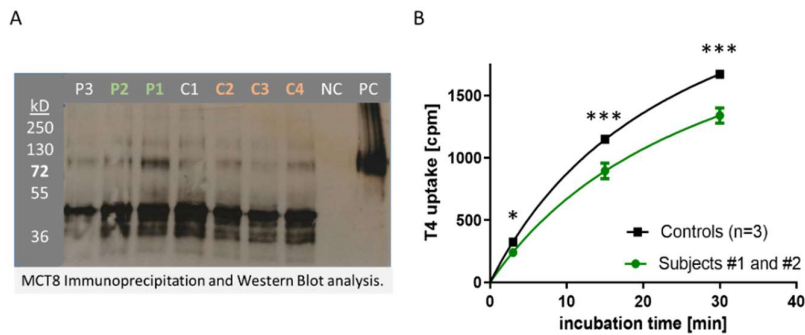 A
P3 P2 P1 C1 C2 C3 C4 NC PC
kD
250
130
72
55
36
MCT8 Immunoprecipitation and Western Blot analysis.
B
T4 uptake [cpm]
1500
1000
500
0
***
***
*
Controls (n=3)
Subjects #1 and #2
0 10 20 30 40
incubation time [min]